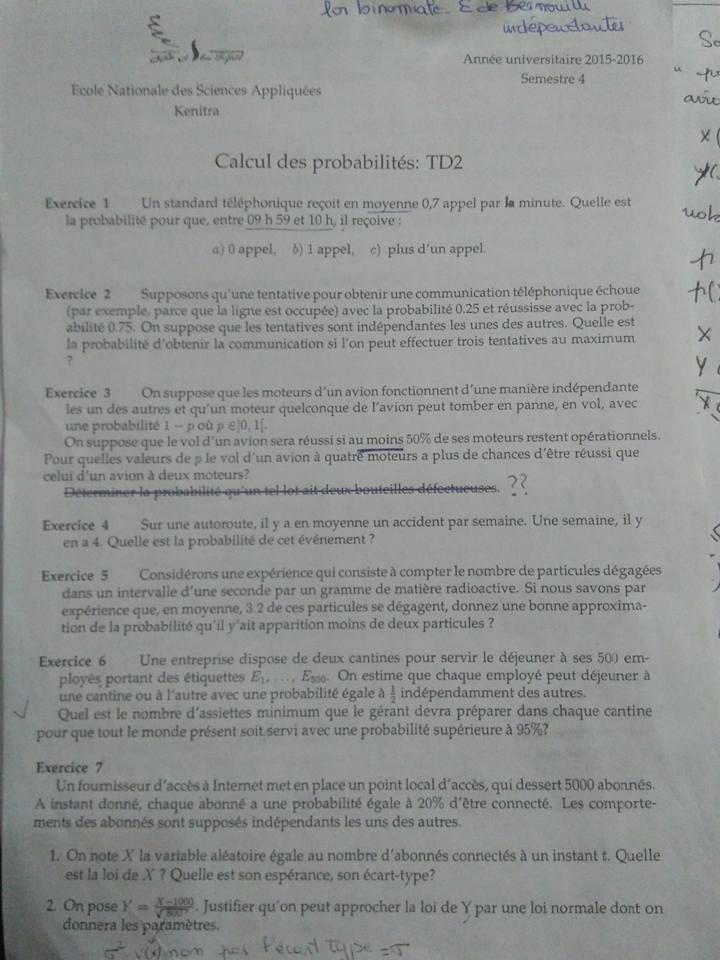 loi binomiale. E de Bernouilli
indépendantes
Année universitaire 2015-2016
Semestre 4
Ecole Nationale des Sciences Appliquées
Kenitra
Calcul des probabilités: TD2
Exercice 1 Un standard téléphonique reçoit en moyenne 0,7 appel par la minute. Quelle est
la probabilité pour que, entre 09 h 59 et 10 h, il reçoive :
a) 0 appel, b) 1 appel, c) plus d'un appel.
Exercice 2 Supposons qu'une tentative pour obtenir une communication téléphonique échoue
(par exemple, parce que la ligne est occupée) avec la probabilité 0.25 et réussisse avec la prob-
abilité 0.75. On suppose que les tentatives sont indépendantes les unes des autres. Quelle est
la probabilité d'obtenir la communication si l'on peut effectuer trois tentatives au maximum
?
Exercice 3 On suppose que les moteurs d'un avion fonctionnent d'une manière indépendante
les un des autres et qu'un moteur quelconque de l'avion peut tomber en panne, en vol, avec
une probabilité 1 − p où p ∈]0, 1[.
On suppose que le vol d'un avion sera réussi si au moins 50% de ses moteurs restent opérationnels.
Pour quelles valeurs de p le vol d'un avion à quatre moteurs a plus de chances d'être réussi que
celui d'un avion à deux moteurs?
Déterminer la probabilité qu'un tel lot ait deux bouteilles défectueuses. ??
Exercice 4 Sur une autoroute, il y a en moyenne un accident par semaine. Une semaine, il y
en a 4. Quelle est la probabilité de cet événement ?
Exercice 5 Considérons une expérience qui consiste à compter le nombre de particules dégagées
dans un intervalle d'une seconde par un gramme de matière radioactive. Si nous savons par
expérience que, en moyenne, 3.2 de ces particules se dégagent, donnez une bonne approxima-
tion de la probabilité qu'il y'ait apparition moins de deux particules ?
Exercice 6 Une entreprise dispose de deux cantines pour servir le déjeuner à ses 500 em-
ployés portant des étiquettes E₁, . . . , E₅₀₀. On estime que chaque employé peut déjeuner à
une cantine ou à l'autre avec une probabilité égale à ½ indépendamment des autres.
Quel est le nombre d'assiettes minimum que le gérant devra préparer dans chaque cantine
pour que tout le monde présent soit servi avec une probabilité supérieure à 95%?
Exercice 7
Un fournisseur d'accès à Internet met en place un point local d'accès, qui dessert 5000 abonnés.
A instant donné, chaque abonné a une probabilité égale à 20% d'être connecté. Les comporte-
ments des abonnés sont supposés indépendants les uns des autres.
1. On note X la variable aléatoire égale au nombre d'abonnés connectés à un instant t. Quelle
est la loi de X ? Quelle est son espérance, son écart-type?
2. On pose Y = (X−1000)/√800. Justifier qu'on peut approcher la loi de Y par une loi normale dont on
donnera les paramètres.
σ² V(x) non pas l'écart type = σ